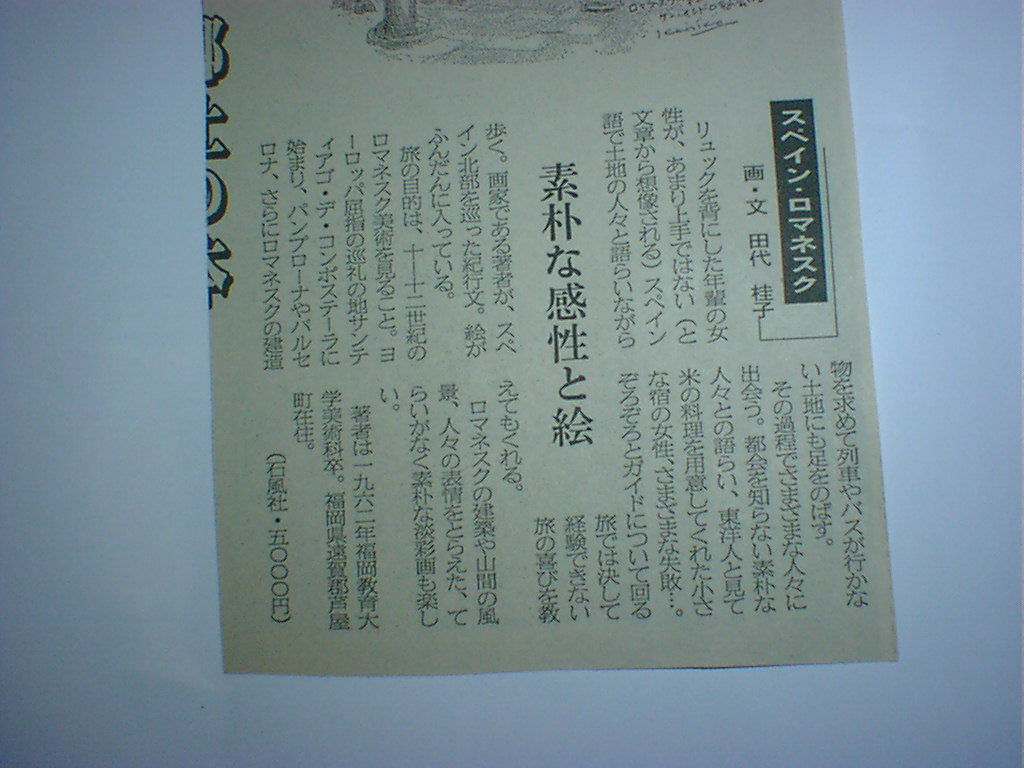 スペイン・ロマネスク
画・文 田代 桂子
リュックを背にした年輩の女
性が、あまり上手ではない(と
文章から想像される)スペイン
語で土地の人々と語らいながら
素朴な感性と絵
歩く。画家である著者が、スペ
イン北部を巡った紀行文。絵が
ふんだんに入っている。
旅の目的は、十―十二世紀の
ロマネスク美術を見ること。ヨ
ーロッパ屈指の巡礼の地サンテ
ィアゴ・デ・コンポステーラに
始まり、パンプローナやバルセ
ロナ、さらにロマネスクの建造
物を求めて列車やバスが行かな
い土地にも足をのばす。
その過程でさまざまな人々に
出会う。都会を知らない素朴な
人々との語らい、東洋人と見て
米の料理を用意してくれた小さ
な宿の女性、さまざまな失敗…。
ぞろぞろとガイドについて回る
旅では決して
経験できない
旅の喜びを教
えてもくれる。
ロマネスクの建築や山間の風
景、人々の表情をとらえた、て
らいがなく素朴な淡彩画も楽し
い。
著者は一九六二年福岡教育大
学美術科卒。福岡県遠賀郡芦屋
町在住。
(石風社・五〇〇〇円)
郷土の本